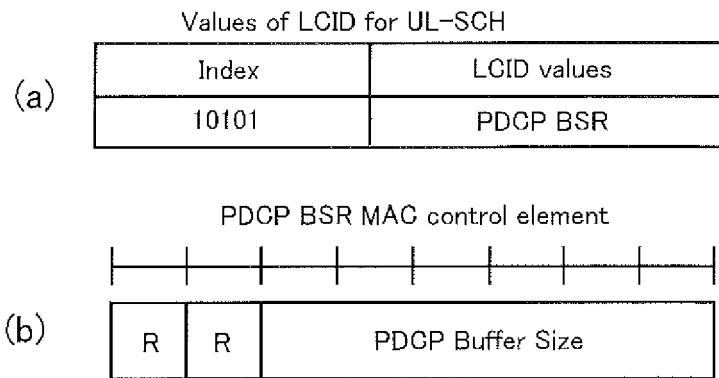 Values of LCID for UL-SCH
(a)
Index LCID values
10101 PDCP BSR
PDCP BSR MAC control element
(b)
R R PDCP Buffer Size